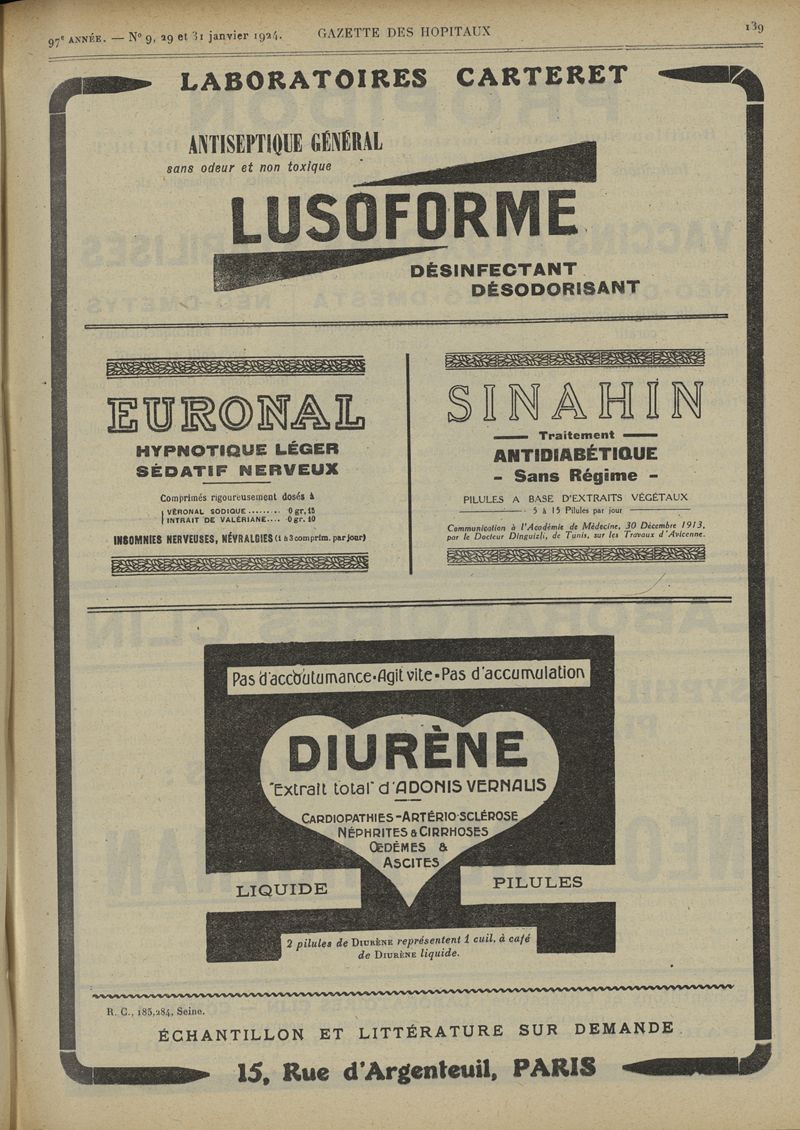 97e ANNÉE. — No 9, 29 et 31 janvier 1924.
GAZETTE DES HOPITAUX
139
LABORATOIRES CARTERET
ANTISEPTIQUE GÉNÉRAL
sans odeur et non toxique
LUSOFORME
DÉSINFECTANT
DÉSODORISANT
EURONAL
HYPNOTIQUE LÉGER
SÉDATIF NERVEUX
Comprimés rigoureusement dosés à
VÉRONAL SODIQUE......... 0 gr, 15
INTRAIT DE VALÉRIANE.... 0 gr. 10
INSOMNIES NERVEUSES, NÉVRALGIES (1 à 3 comprim. par jour)
SINAHIN
Traitement
ANTIDIABÉTIQUE
- Sans Régime -
PILULES A BASE D'EXTRAITS VÉGÉTAUX
5 à 15 Pilules par jour
Communication à l'Académie de Médecine, 30 Décembre 1913,
par le Docteur Dinguizli, de Tunis, sur les Travaux d'Avicenne.
Pas d'accoutumance-Agit vite-Pas d'accumulation
DIURÈNE
"Extrait total" d'ADONIS VERNALIS
CARDIOPATHIES-ARTÉRIO-SCLÉROSE
NÉPHRITES & CIRRHOSES
ŒDÉMES &
ASCITES
LIQUIDE
PILULES
2 pilules de DIURÈNE représentent 1 cuil. à café
de DIURÈNE liquide.
R. C., 185,284, Seine.
ÉCHANTILLON ET LITTÉRATURE SUR DEMANDE
15, Rue d'Argenteuil, PARIS